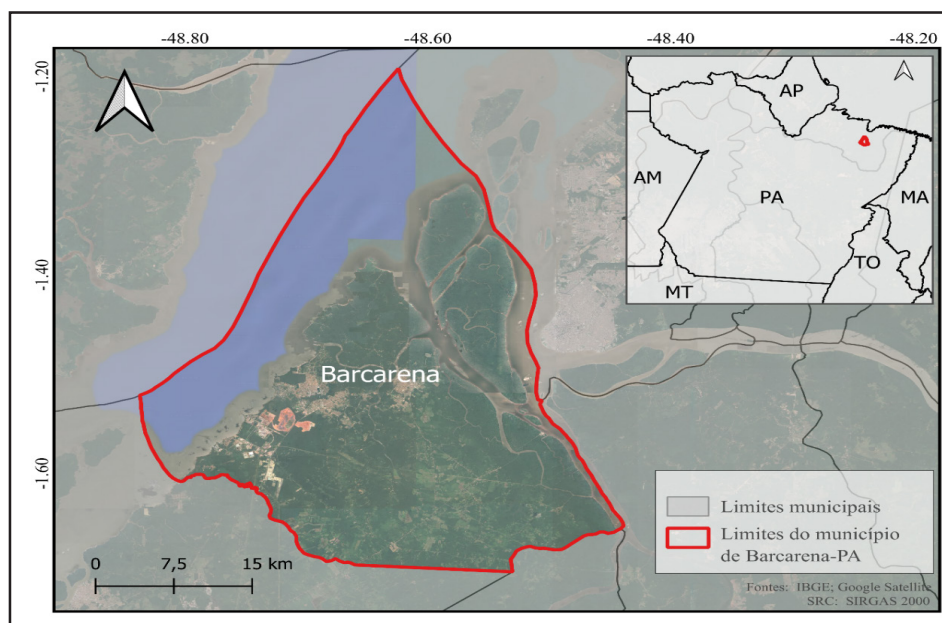 -48.80 -48.60 -48.40 -48.20
-1.20
-1.40
-1.60
AP
AM
PA
MA
TO
MT
Barcarena
Limites municipais
Limites do município
de Barcarena-PA
0 7,5 15 km
Fontes: IBGE; Google Satellite
SRC: SIRGAS 2000